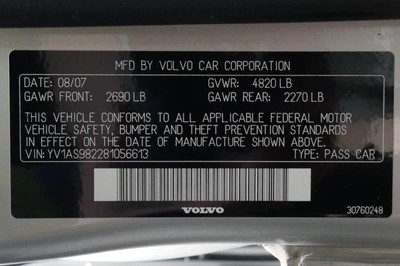 MFD BY VOLVO CAR CORPORATION
DATE: 08/07 GVWR: 4820 LB
GAWR FRONT: 2690 LB GAWR REAR: 2270 LB
THIS VEHICLE CONFORMS TO ALL APPLICABLE FEDERAL MOTOR
VEHICLE SAFETY, BUMPER AND THEFT PREVENTION STANDARDS
IN EFFECT ON THE DATE OF MANUFACTURE SHOWN ABOVE.
VIN: YV1AS982281056613 TYPE: PASS CAR
VOLVO 30760248